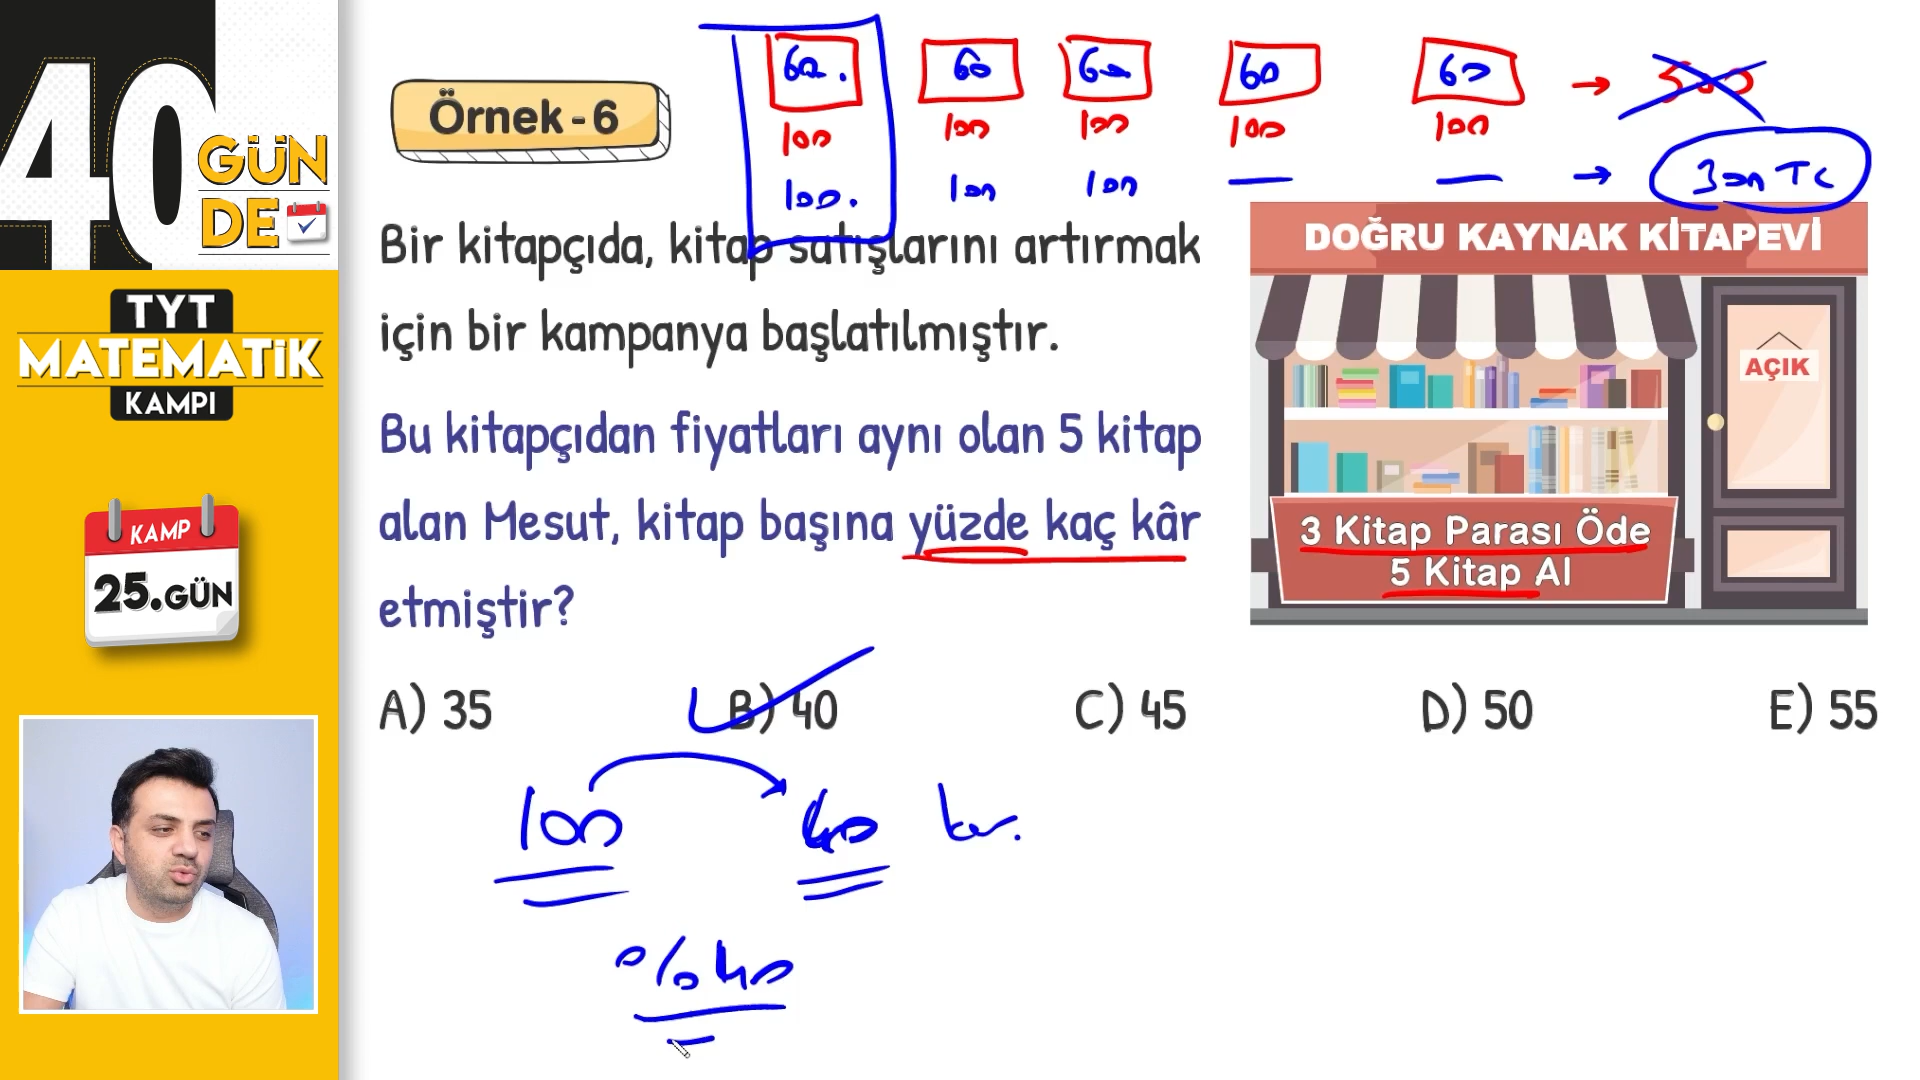 40
GÜN
DE
TYT
MATEMATİK
KAMPI
KAMP
25.GÜN
Örnek - 6
60. 60 60 60 60 → 500
100 100 100 100 100
100. 100 100 — — → 300 TL
Bir kitapçıda, kitap satışlarını artırmak
için bir kampanya başlatılmıştır.
Bu kitapçıdan fiyatları aynı olan 5 kitap
alan Mesut, kitap başına yüzde kaç kâr
etmiştir?
DOĞRU KAYNAK KİTAPEVİ
AÇIK
3 Kitap Parası Öde
5 Kitap Al
A) 35 B) 40 C) 45 D) 50 E) 55
100 40 kar.
%40